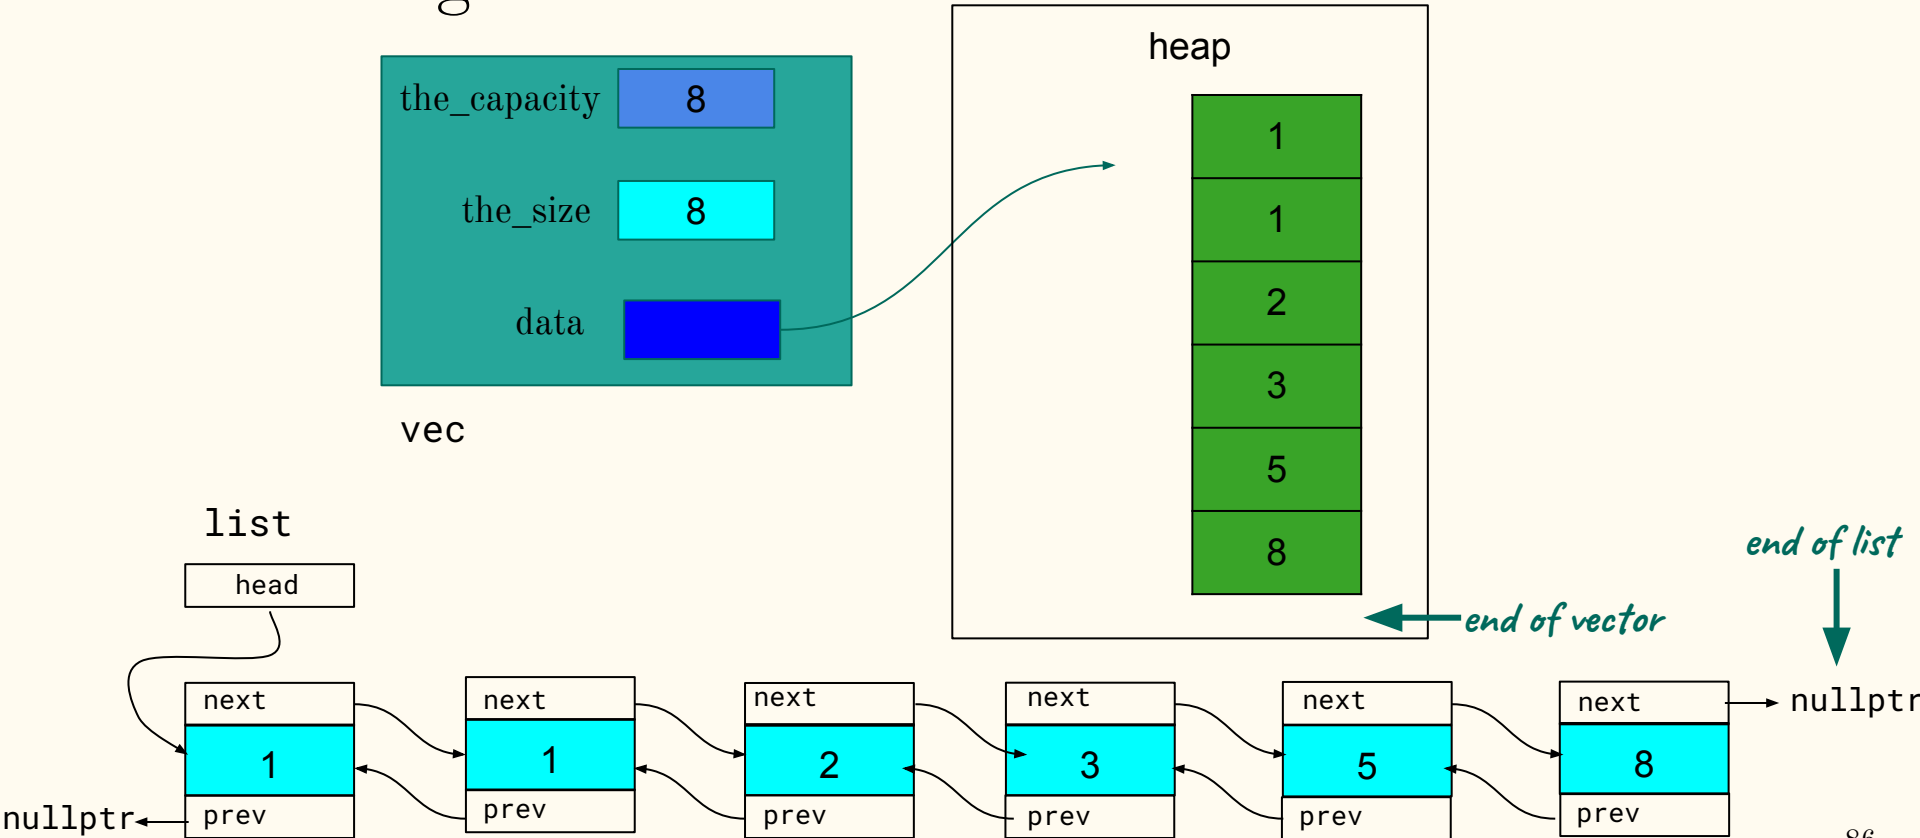 g
heap
the_capacity 8
the_size 8
data
vec
1
1
2
3
5
8
end of vector
end of list
list
head
next next next next next next nullptr
1 1 2 3 5 8
nullptr prev prev prev prev prev prev